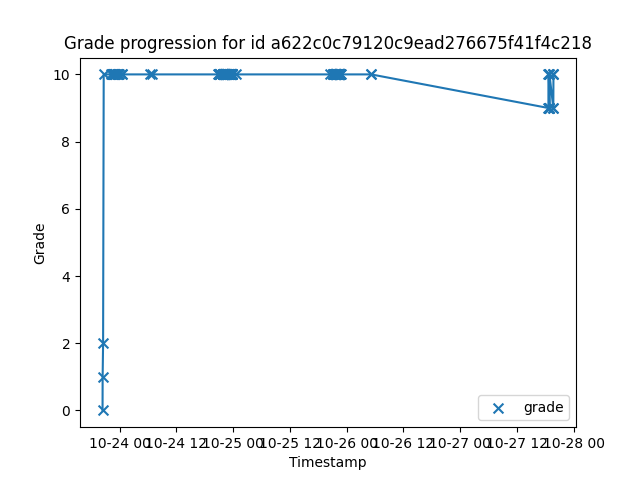 Grade progression for id a622c0c79120c9ead276675f41f4c218
10
8
6
4
2
0
Grade
grade
10-24 00 10-24 12 10-25 00 10-25 12 10-26 00 10-26 12 10-27 00 10-27 12 10-28 00
Timestamp